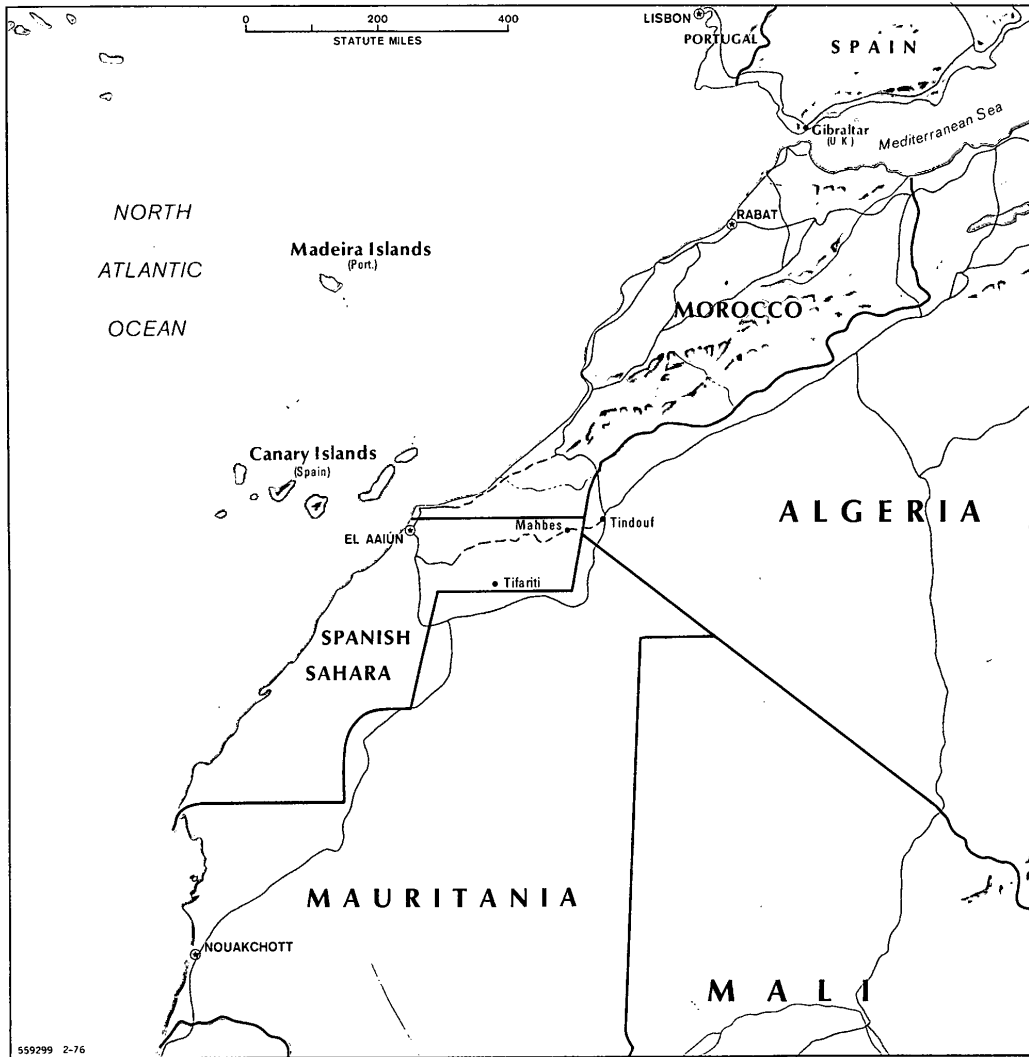 0 200 400
STATUTE MILES
LISBON
PORTUGAL
SPAIN
Gibraltar
(U K)
Mediterranean Sea
NORTH
ATLANTIC
OCEAN
Madeira Islands
(Port.)
RABAT
MOROCCO
Canary Islands
(Spain)
ALGERIA
EL AAIÚN
Mahbes
Tindouf
Tifariti
SPANISH
SAHARA
MAURITANIA
NOUAKCHOTT
MALI
559299 2-76